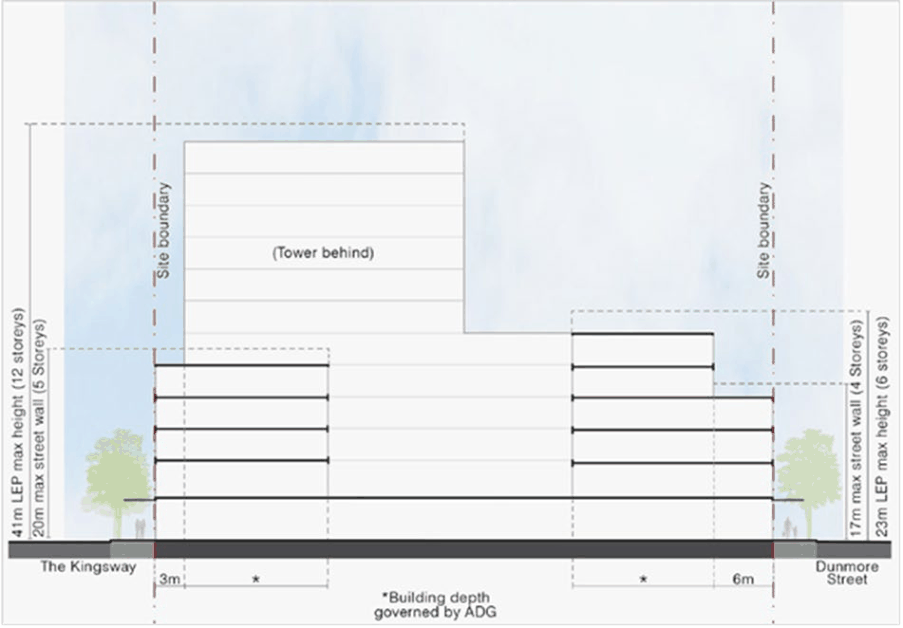 Site boundary
Site boundary
(Tower behind)
41m LEP max height (12 storeys)
20m max street wall (5 Storeys)
17m max street wall (4 Storeys)
23m LEP max height (6 storeys)
The Kingsway
Dunmore
Street
3m
*
*
6m
*Building depth
governed by ADG